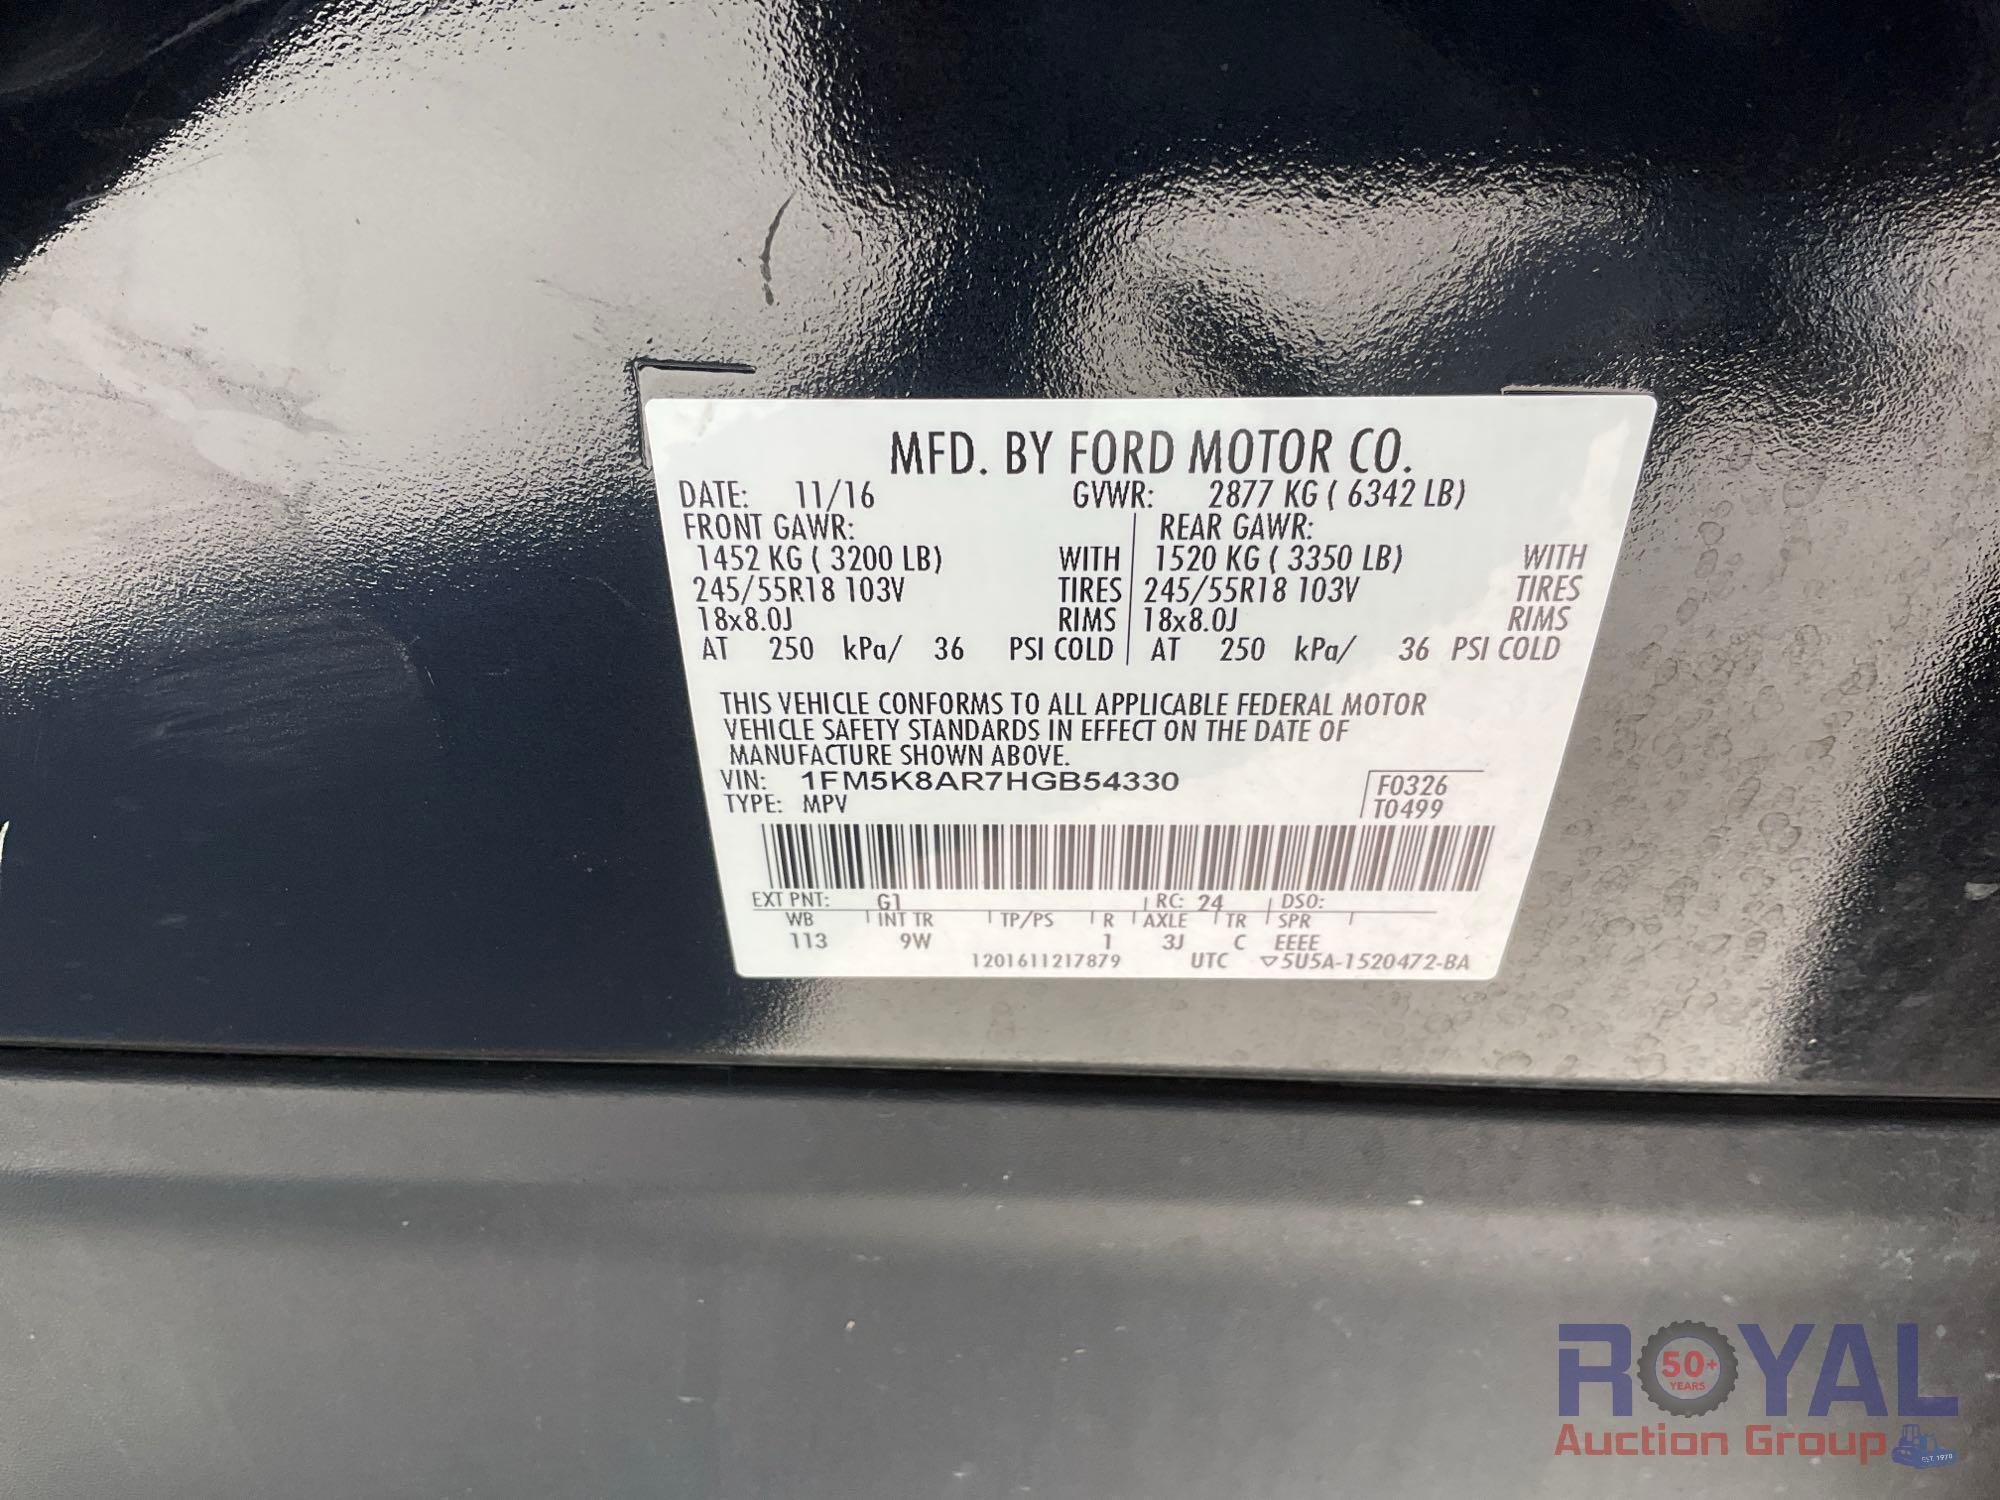 MFD. BY FORD MOTOR CO.
DATE: 11/16 GVWR: 2877 KG ( 6342 LB)
FRONT GAWR: REAR GAWR:
1452 KG ( 3200 LB) WITH 1520 KG ( 3350 LB) WITH
245/55R18 103V TIRES 245/55R18 103V TIRES
18x8.0J RIMS 18x8.0J RIMS
AT 250 kPa/ 36 PSI COLD AT 250 kPa/ 36 PSI COLD
THIS VEHICLE CONFORMS TO ALL APPLICABLE FEDERAL MOTOR
VEHICLE SAFETY STANDARDS IN EFFECT ON THE DATE OF
MANUFACTURE SHOWN ABOVE.
VIN: 1FM5K8AR7HGB54330 F0326
TYPE: MPV T0499
EXT PNT: G1 RC: 24 DSO:
WB INT TR TP/PS R AXLE TR SPR
113 9W 1 3J C EEEE
1201611217879 UTC ▽5U5A-1520472-BA
ROYAL
50+
YEARS
Auction Group
EST. 1970